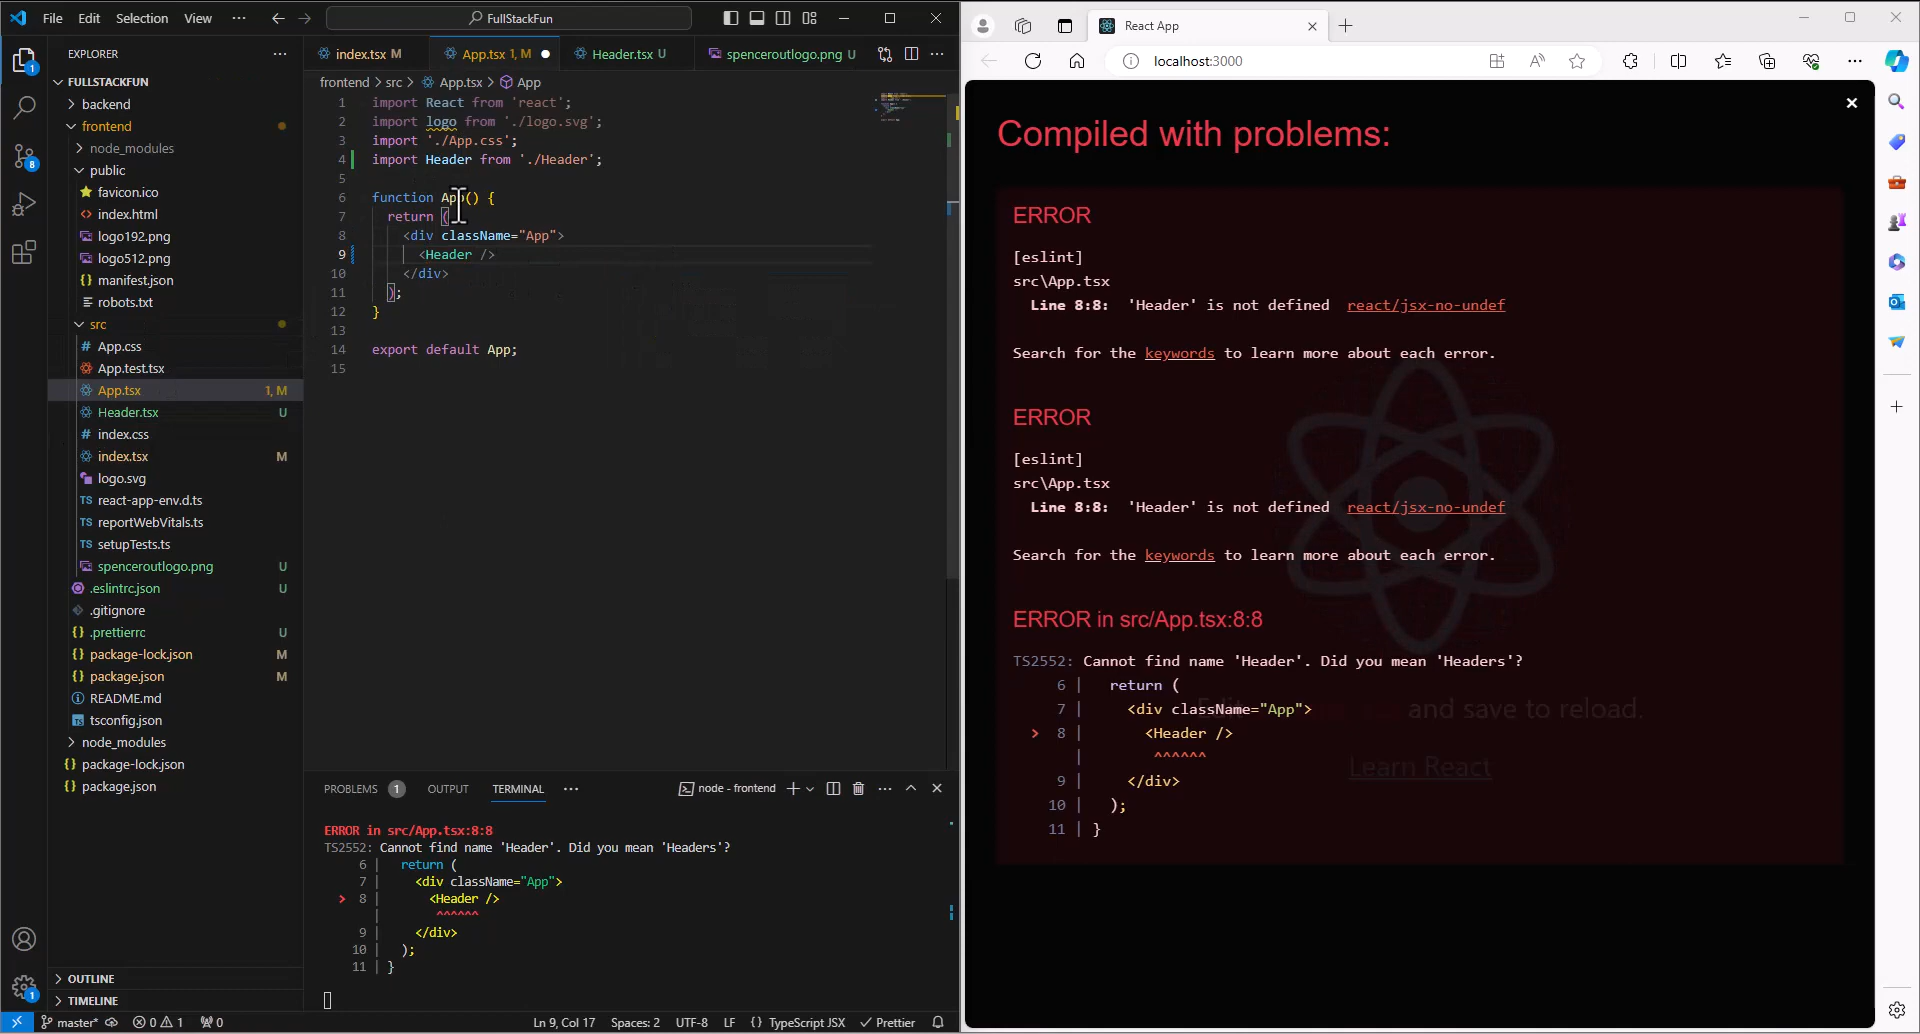 File Edit Selection View ··· FullStackFun
EXPLORER
FULLSTACKFUN
backend
frontend
node_modules
public
favicon.ico
index.html
logo192.png
logo512.png
manifest.json
robots.txt
src
App.css
App.test.tsx
App.tsx 1, M
Header.tsx U
index.css
index.tsx M
logo.svg
react-app-env.d.ts
reportWebVitals.ts
setupTests.ts
spenceroutlogo.png U
.eslintrc.json U
.gitignore
.prettierrc U
package-lock.json M
package.json M
README.md
tsconfig.json
node_modules
package-lock.json
package.json
OUTLINE
TIMELINE
index.tsx M App.tsx 1, M Header.tsx U spenceroutlogo.png U
frontend > src > App.tsx > App
1 import React from 'react';
2 import logo from './logo.svg';
3 import './App.css';
4 import Header from './Header';
5
6 function App() {
7 return (
8 <div className="App">
9 <Header />
10 </div>
11 );
12 }
13
14 export default App;
15
PROBLEMS 1 OUTPUT TERMINAL ··· node - frontend
ERROR in src/App.tsx:8:8
TS2552: Cannot find name 'Header'. Did you mean 'Headers'?
6 | return (
7 | <div className="App">
> 8 | <Header />
| ^^^^^^
9 | </div>
10 | );
11 | }
master* 0 1 0 Ln 9, Col 17 Spaces: 2 UTF-8 LF {} TypeScript JSX Prettier
React App
localhost:3000
Compiled with problems:
ERROR
[eslint]
src\App.tsx
Line 8:8: 'Header' is not defined react/jsx-no-undef
Search for the keywords to learn more about each error.
ERROR
[eslint]
src\App.tsx
Line 8:8: 'Header' is not defined react/jsx-no-undef
Search for the keywords to learn more about each error.
ERROR in src/App.tsx:8:8
TS2552: Cannot find name 'Header'. Did you mean 'Headers'?
6 | return (
Edit and save to reload.
7 | <div className="App">
> 8 | <Header />
| ^^^^^^
Learn React
9 | </div>
10 | );
11 | }
1
8
1